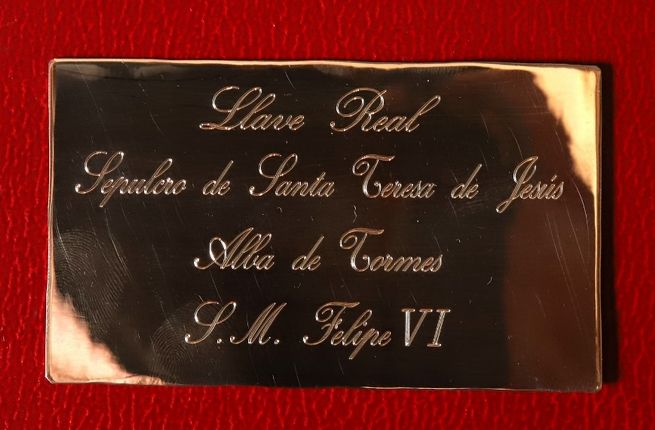 Llave Real
Sepulcro de Santa Teresa de Jesús
Alba de Tormes
S.M. Felipe VI